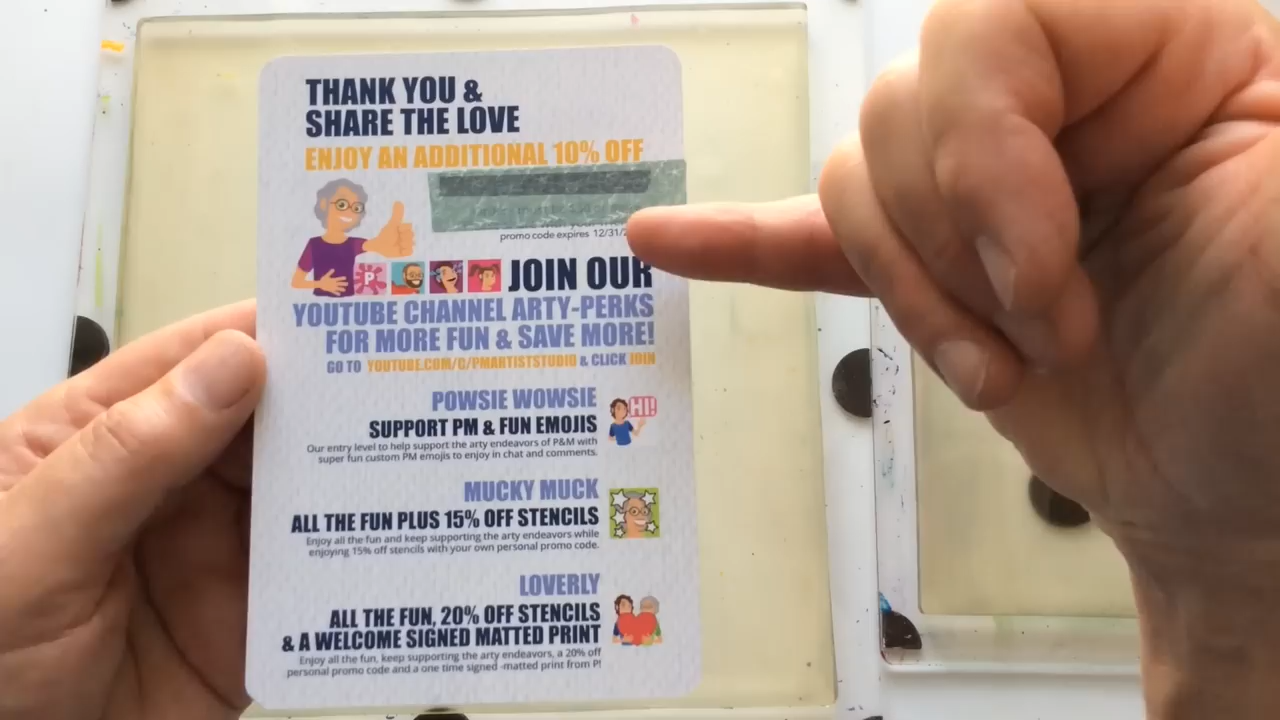 THANK YOU &
SHARE THE LOVE
ENJOY AN ADDITIONAL 10% OFF
promo code expires 12/31/2
P
JOIN OUR
YOUTUBE CHANNEL ARTY-PERKS
FOR MORE FUN & SAVE MORE!
GO TO YOUTUBE.COM/C/PMARTISTSTUDIO & CLICK JOIN
POWSIE WOWSIE
HI!
SUPPORT PM & FUN EMOJIS
Our entry level to help support the arty endeavors of P&M with
super fun custom PM emojis to enjoy in chat and comments.
MUCKY MUCK
ALL THE FUN PLUS 15% OFF STENCILS
Enjoy all the fun and keep supporting the arty endeavors while
enjoying 15% off stencils with your own personal promo code.
LOVERLY
ALL THE FUN, 20% OFF STENCILS
& A WELCOME SIGNED MATTED PRINT
Enjoy all the fun, keep supporting the arty endeavors, a 20% off
personal promo code and a one time signed -matted print from P!